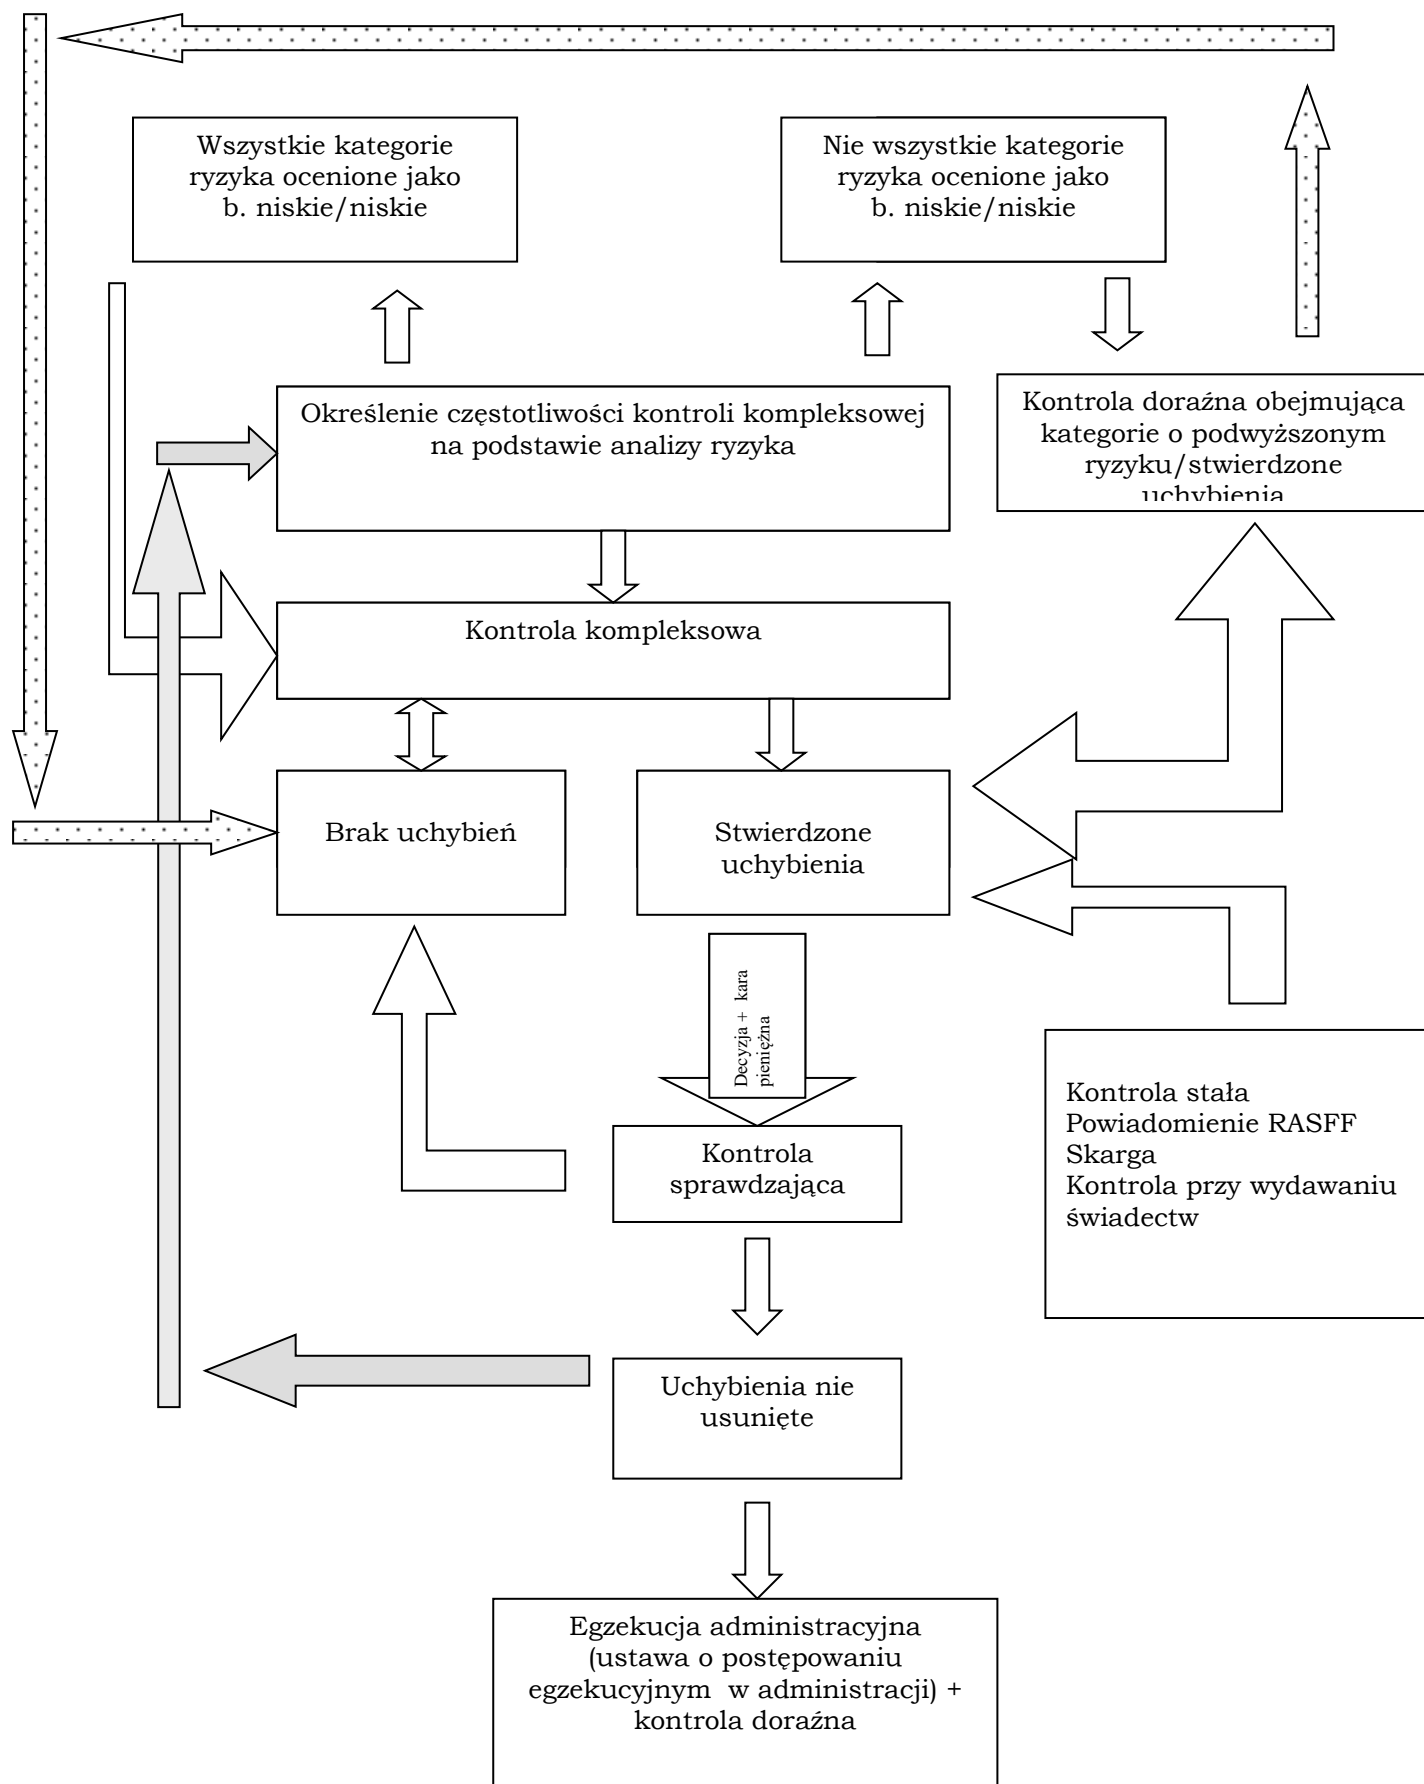 Wszystkie kategorie
ryzyka ocenione jako
b. niskie/niskie
Nie wszystkie kategorie
ryzyka ocenione jako
b. niskie/niskie
Określenie częstotliwości kontroli kompleksowej
na podstawie analizy ryzyka
Kontrola doraźna obejmująca
kategorie o podwyższonym
ryzyku/stwierdzone
uchybienia
Kontrola kompleksowa
Brak uchybień
Stwierdzone
uchybienia
Decyzja + kara
pieniężna
Kontrola
sprawdzająca
Kontrola stała
Powiadomienie RASFF
Skarga
Kontrola przy wydawaniu
świadectw
Uchybienia nie
usunięte
Egzekucja administracyjna
(ustawa o postępowaniu
egzekucyjnym w administracji) +
kontrola doraźna